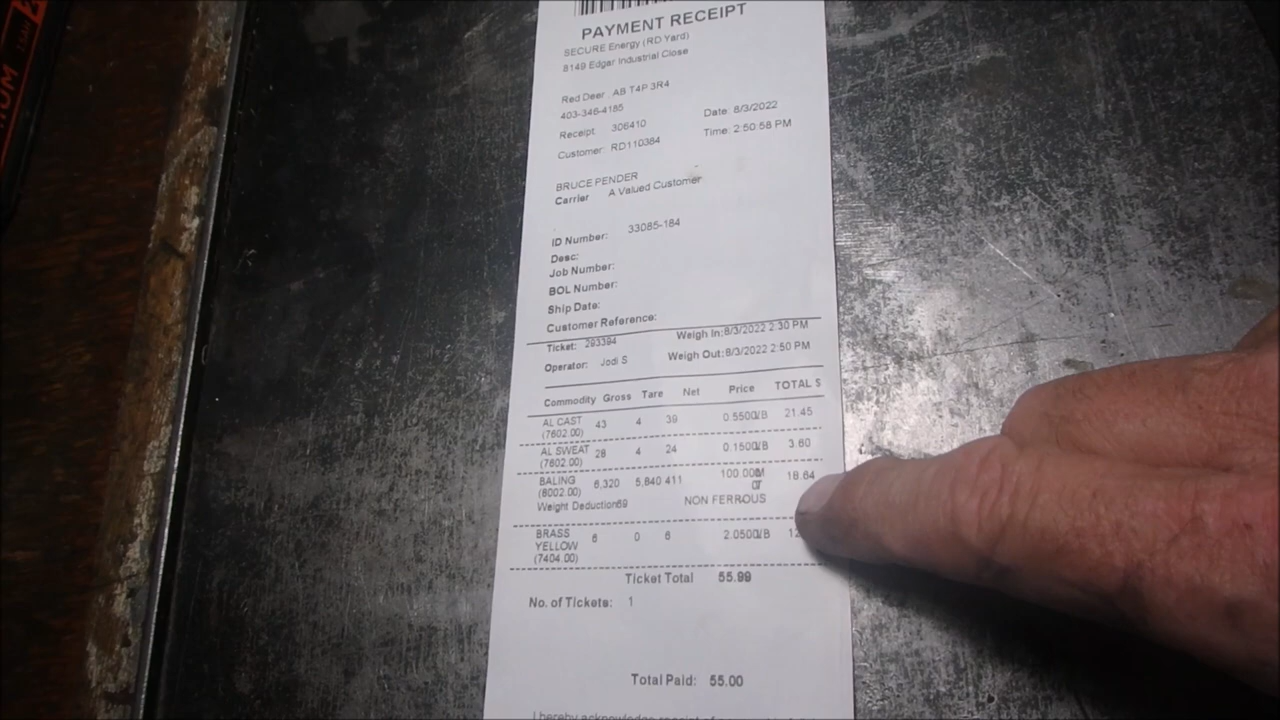 PAYMENT RECEIPT
SECURE Energy (RD Yard)
8149 Edgar Industrial Close
Red Deer AB T4P 3R4
403-346-4185
Receipt 306410 Date: 8/3/2022
Customer: RD110384 Time: 2:50:58 PM
BRUCE PENDER
Carrier A Valued Customer
ID Number: 33085-184
Desc:
Job Number:
BOL Number:
Ship Date:
Customer Reference:
Ticket: 293394 Weigh In:8/3/2022 2:30 PM
Operator: Jodi S Weigh Out:8/3/2022 2:50 PM
Commodity Gross Tare Net Price TOTAL $
AL CAST 43 4 39 0.5500/LB 21.45
(7602.00)
AL SWEAT 28 4 24 0.1500/LB 3.60
(7602.00)
BALING 6,320 5,840 411 100.00 18.64
(8002.00)
Weight Deduction69 NON FERROUS
BRASS 6 0 6 2.0500/LB 12
YELLOW
(7404.00)
Ticket Total 55.99
No. of Tickets: 1
Total Paid: 55.00
I hereby acknowledge receipt of